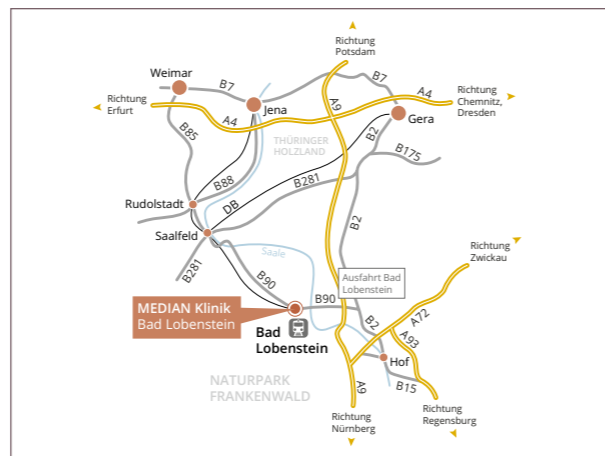 Richtung
Potsdam
Weimar
B7
B7
A4
Richtung
Chemnitz,
Dresden
Richtung
Erfurt
Jena
A9
A4
Gera
B85
THÜRINGER
HOLZLAND
B2
B175
B88
B281
Rudolstadt
DB
B2
Saalfeld
Saale
Richtung
Zwickau
B281
B90
Ausfahrt Bad
Lobenstein
MEDIAN Klinik
Bad Lobenstein
B90
A72
Bad
Lobenstein
B2
A93
Hof
NATURPARK
FRANKENWALD
A9
B15
Richtung
Nürnberg
Richtung
Regensburg